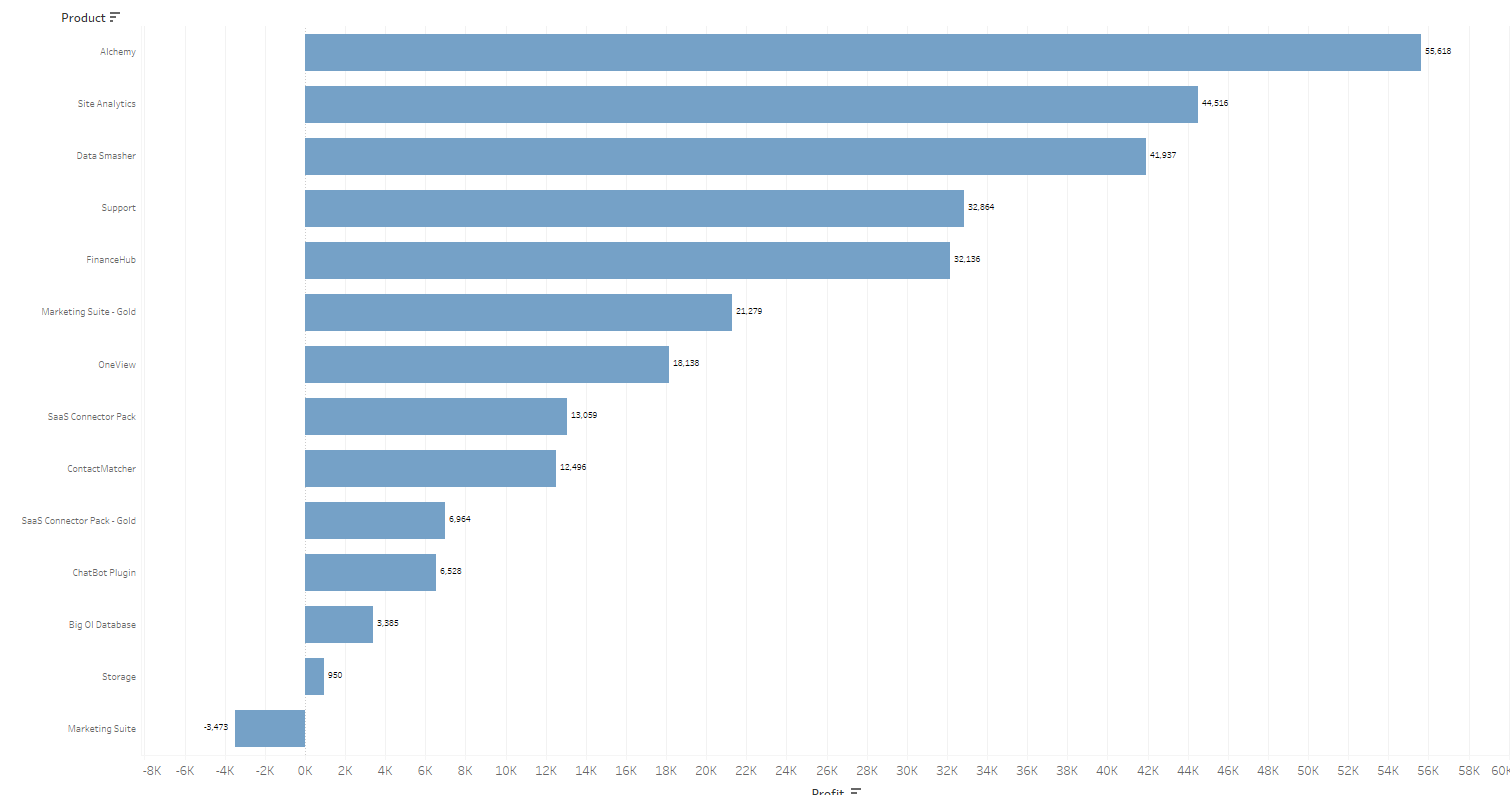 Product
Alchemy 55,618
Site Analytics 44,516
Data Smasher 41,937
Support 32,864
FinanceHub 32,136
Marketing Suite - Gold 21,279
OneView 18,138
SaaS Connector Pack 13,059
ContactMatcher 12,496
SaaS Connector Pack - Gold 6,964
ChatBot Plugin 6,528
Big Ol Database 3,385
Storage 950
Marketing Suite -3,473
-8K -6K -4K -2K 0K 2K 4K 6K 8K 10K 12K 14K 16K 18K 20K 22K 24K 26K 28K 30K 32K 34K 36K 38K 40K 42K 44K 46K 48K 50K 52K 54K 56K 58K 60K
Profit